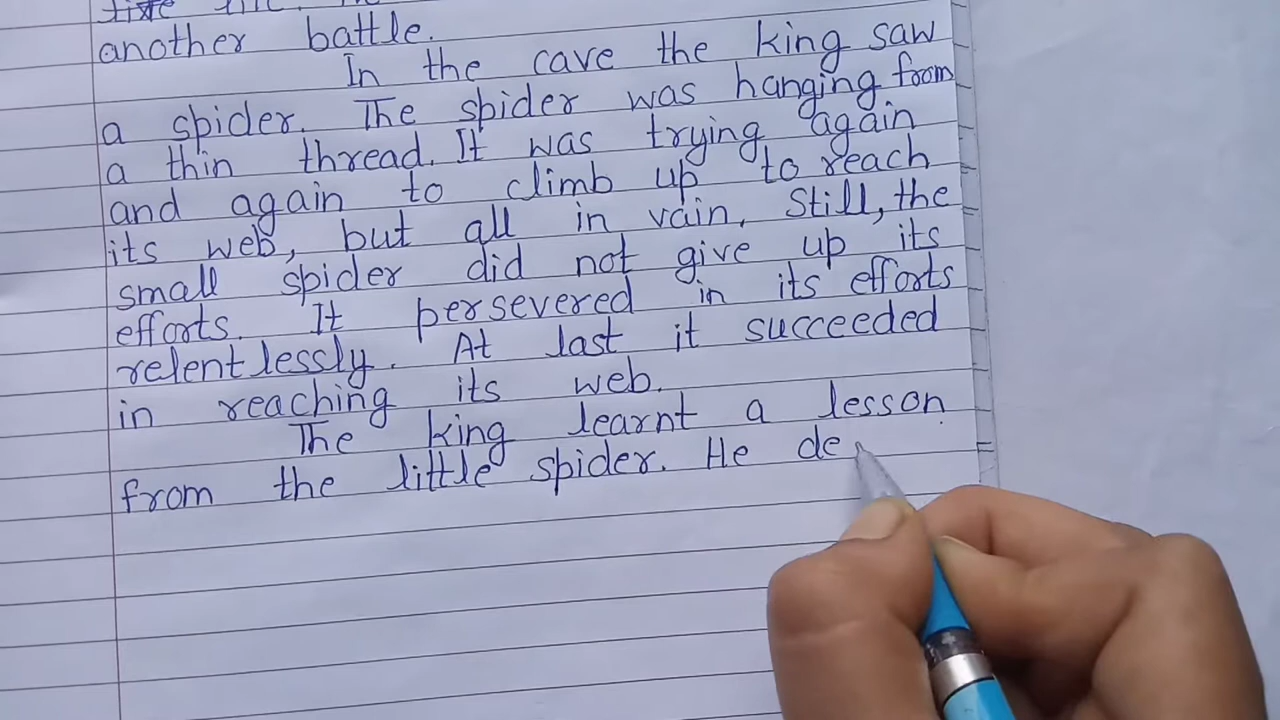 another battle.
In the cave the king saw
a spider. The spider was hanging from
a thin thread. It was trying again
and again to climb up to reach
its web, but all in vain. Still, the
small spider did not give up its
efforts. It persevered in its efforts
relentlessly. At last it succeeded
in reaching its web.
The king learnt a lesson
from the little spider. He de